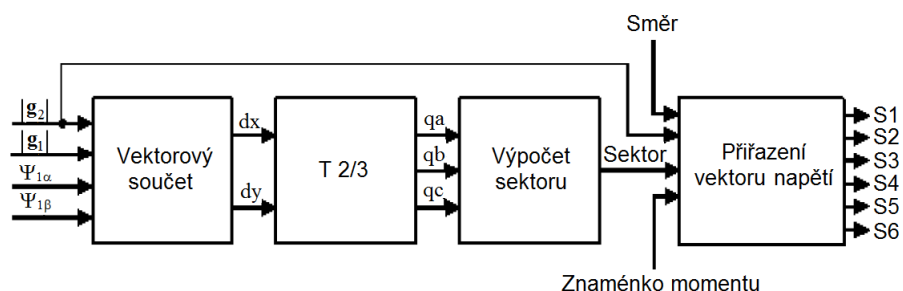 Směr
|g2|
|g1|
Ψ1α
Ψ1β
Vektorový
součet
dx
dy
T 2/3
qa
qb
qc
Výpočet
sektoru
Sektor
Přiřazení
vektoru napětí
S1
S2
S3
S4
S5
S6
Znaménko momentu